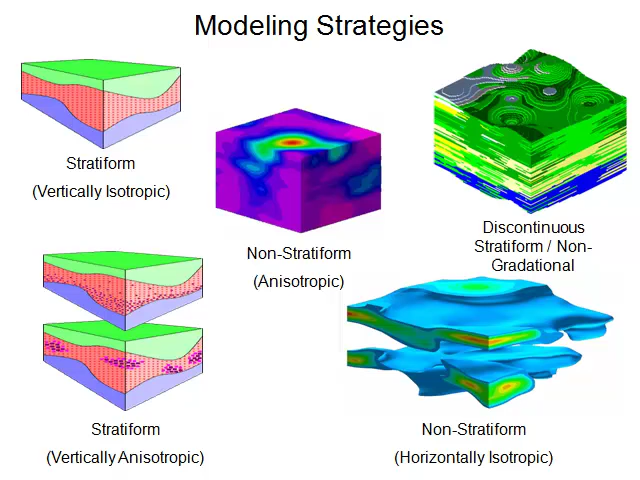 Modeling Strategies
Stratiform
(Vertically Isotropic)
Non-Stratiform
(Anisotropic)
Discontinuous
Stratiform / Non-
Gradational
Stratiform
(Vertically Anisotropic)
Non-Stratiform
(Horizontally Isotropic)